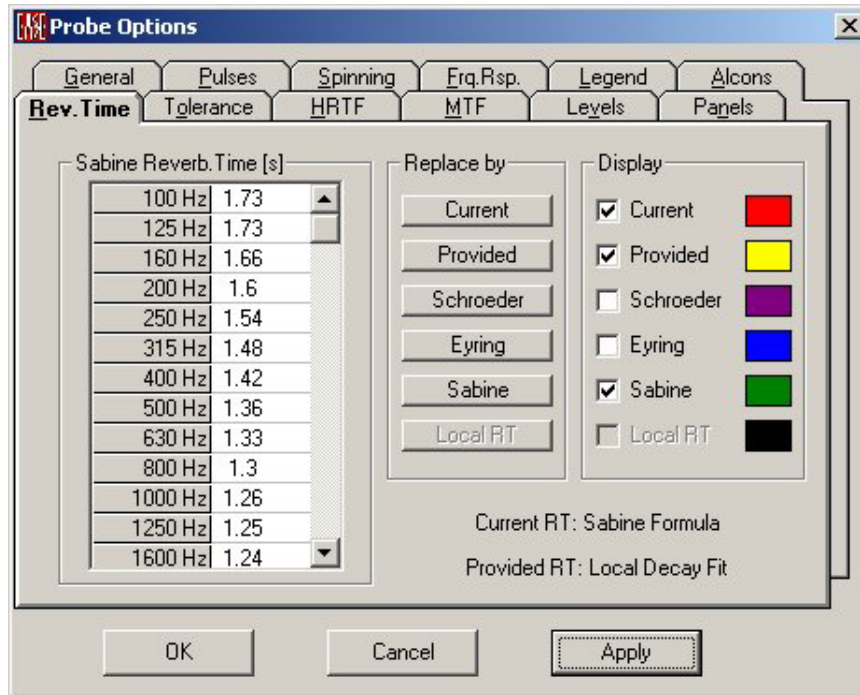 EASE Probe Options
General Pulses Spinning Frq.Rsp. Legend Alcons
Rev.Time Tolerance HRTF MTF Levels Panels
Sabine Reverb.Time [s] Replace by Display
100 Hz 1.73
125 Hz 1.73
160 Hz 1.66
200 Hz 1.6
250 Hz 1.54
315 Hz 1.48
400 Hz 1.42
500 Hz 1.36
630 Hz 1.33
800 Hz 1.3
1000 Hz 1.26
1250 Hz 1.25
1600 Hz 1.24
Current
Provided
Schroeder
Eyring
Sabine
Local RT
Current
Provided
Schroeder
Eyring
Sabine
Local RT
Current RT: Sabine Formula
Provided RT: Local Decay Fit
OK Cancel Apply